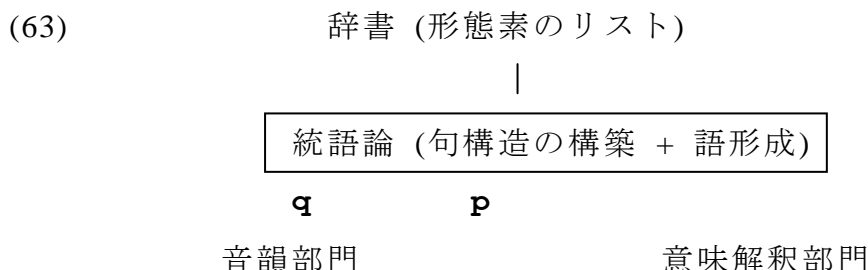 (63) 辞書 (形態素のリスト)
|
統語論 (句構造の構築 + 語形成)
q p
音韻部門 意味解釈部門